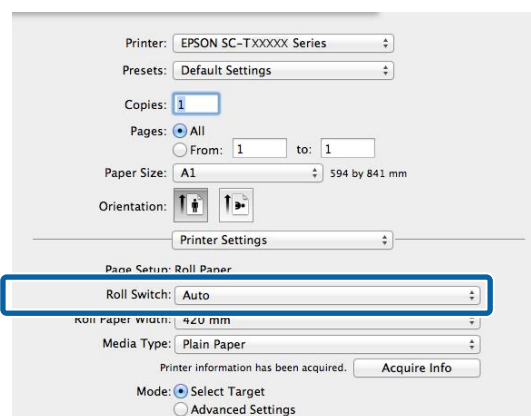 Printer: EPSON SC-TXXXXX Series
Presets: Default Settings
Copies: 1
Pages: All
From: 1 to: 1
Paper Size: A1 594 by 841 mm
Orientation:
Printer Settings
Page Setup: Roll Paper
Roll Switch: Auto
Roll Paper Width: 420 mm
Media Type: Plain Paper
Printer information has been acquired. Acquire Info
Mode: Select Target
Advanced Settings